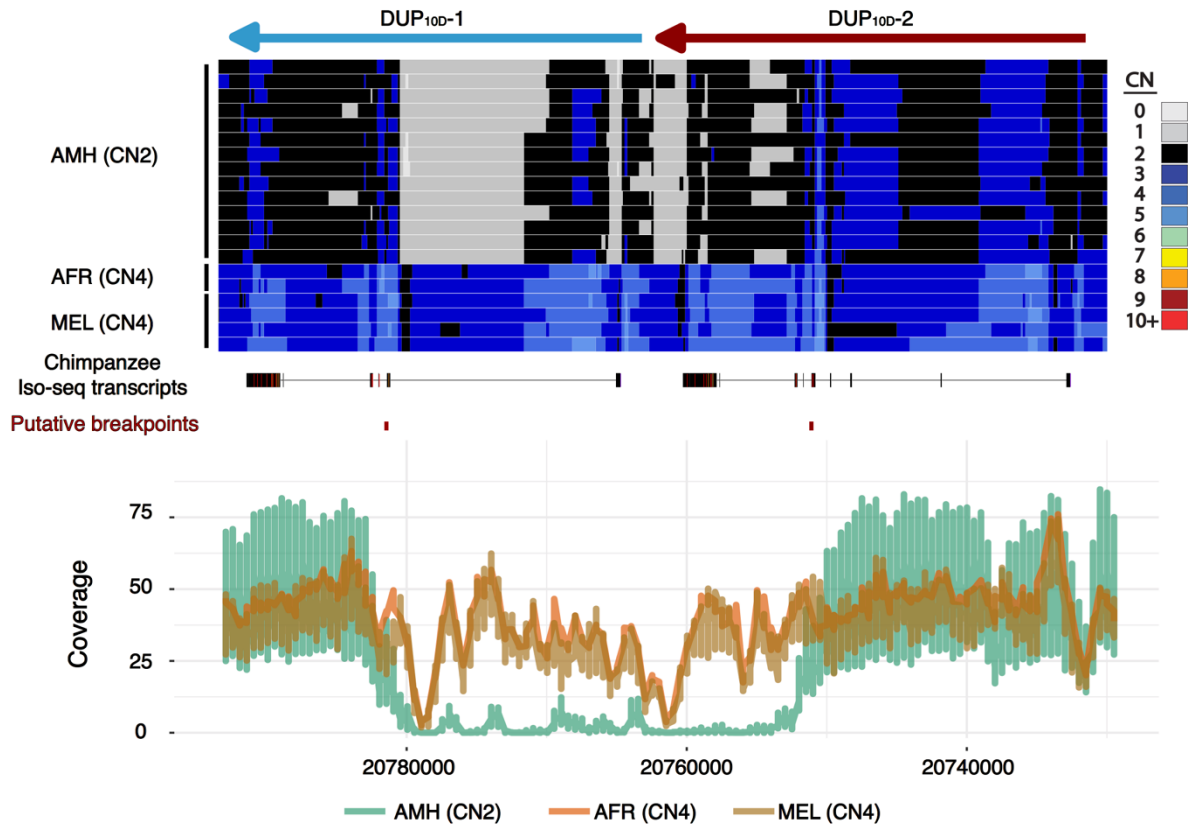 DUP10D-1
DUP10D-2
AMH (CN2)
AFR (CN4)
MEL (CN4)
CN
0
1
2
3
4
5
6
7
8
9
10+
Chimpanzee
Iso-seq transcripts
Putative breakpoints
Coverage
75
50
25
0
20780000
20760000
20740000
AMH (CN2)
AFR (CN4)
MEL (CN4)